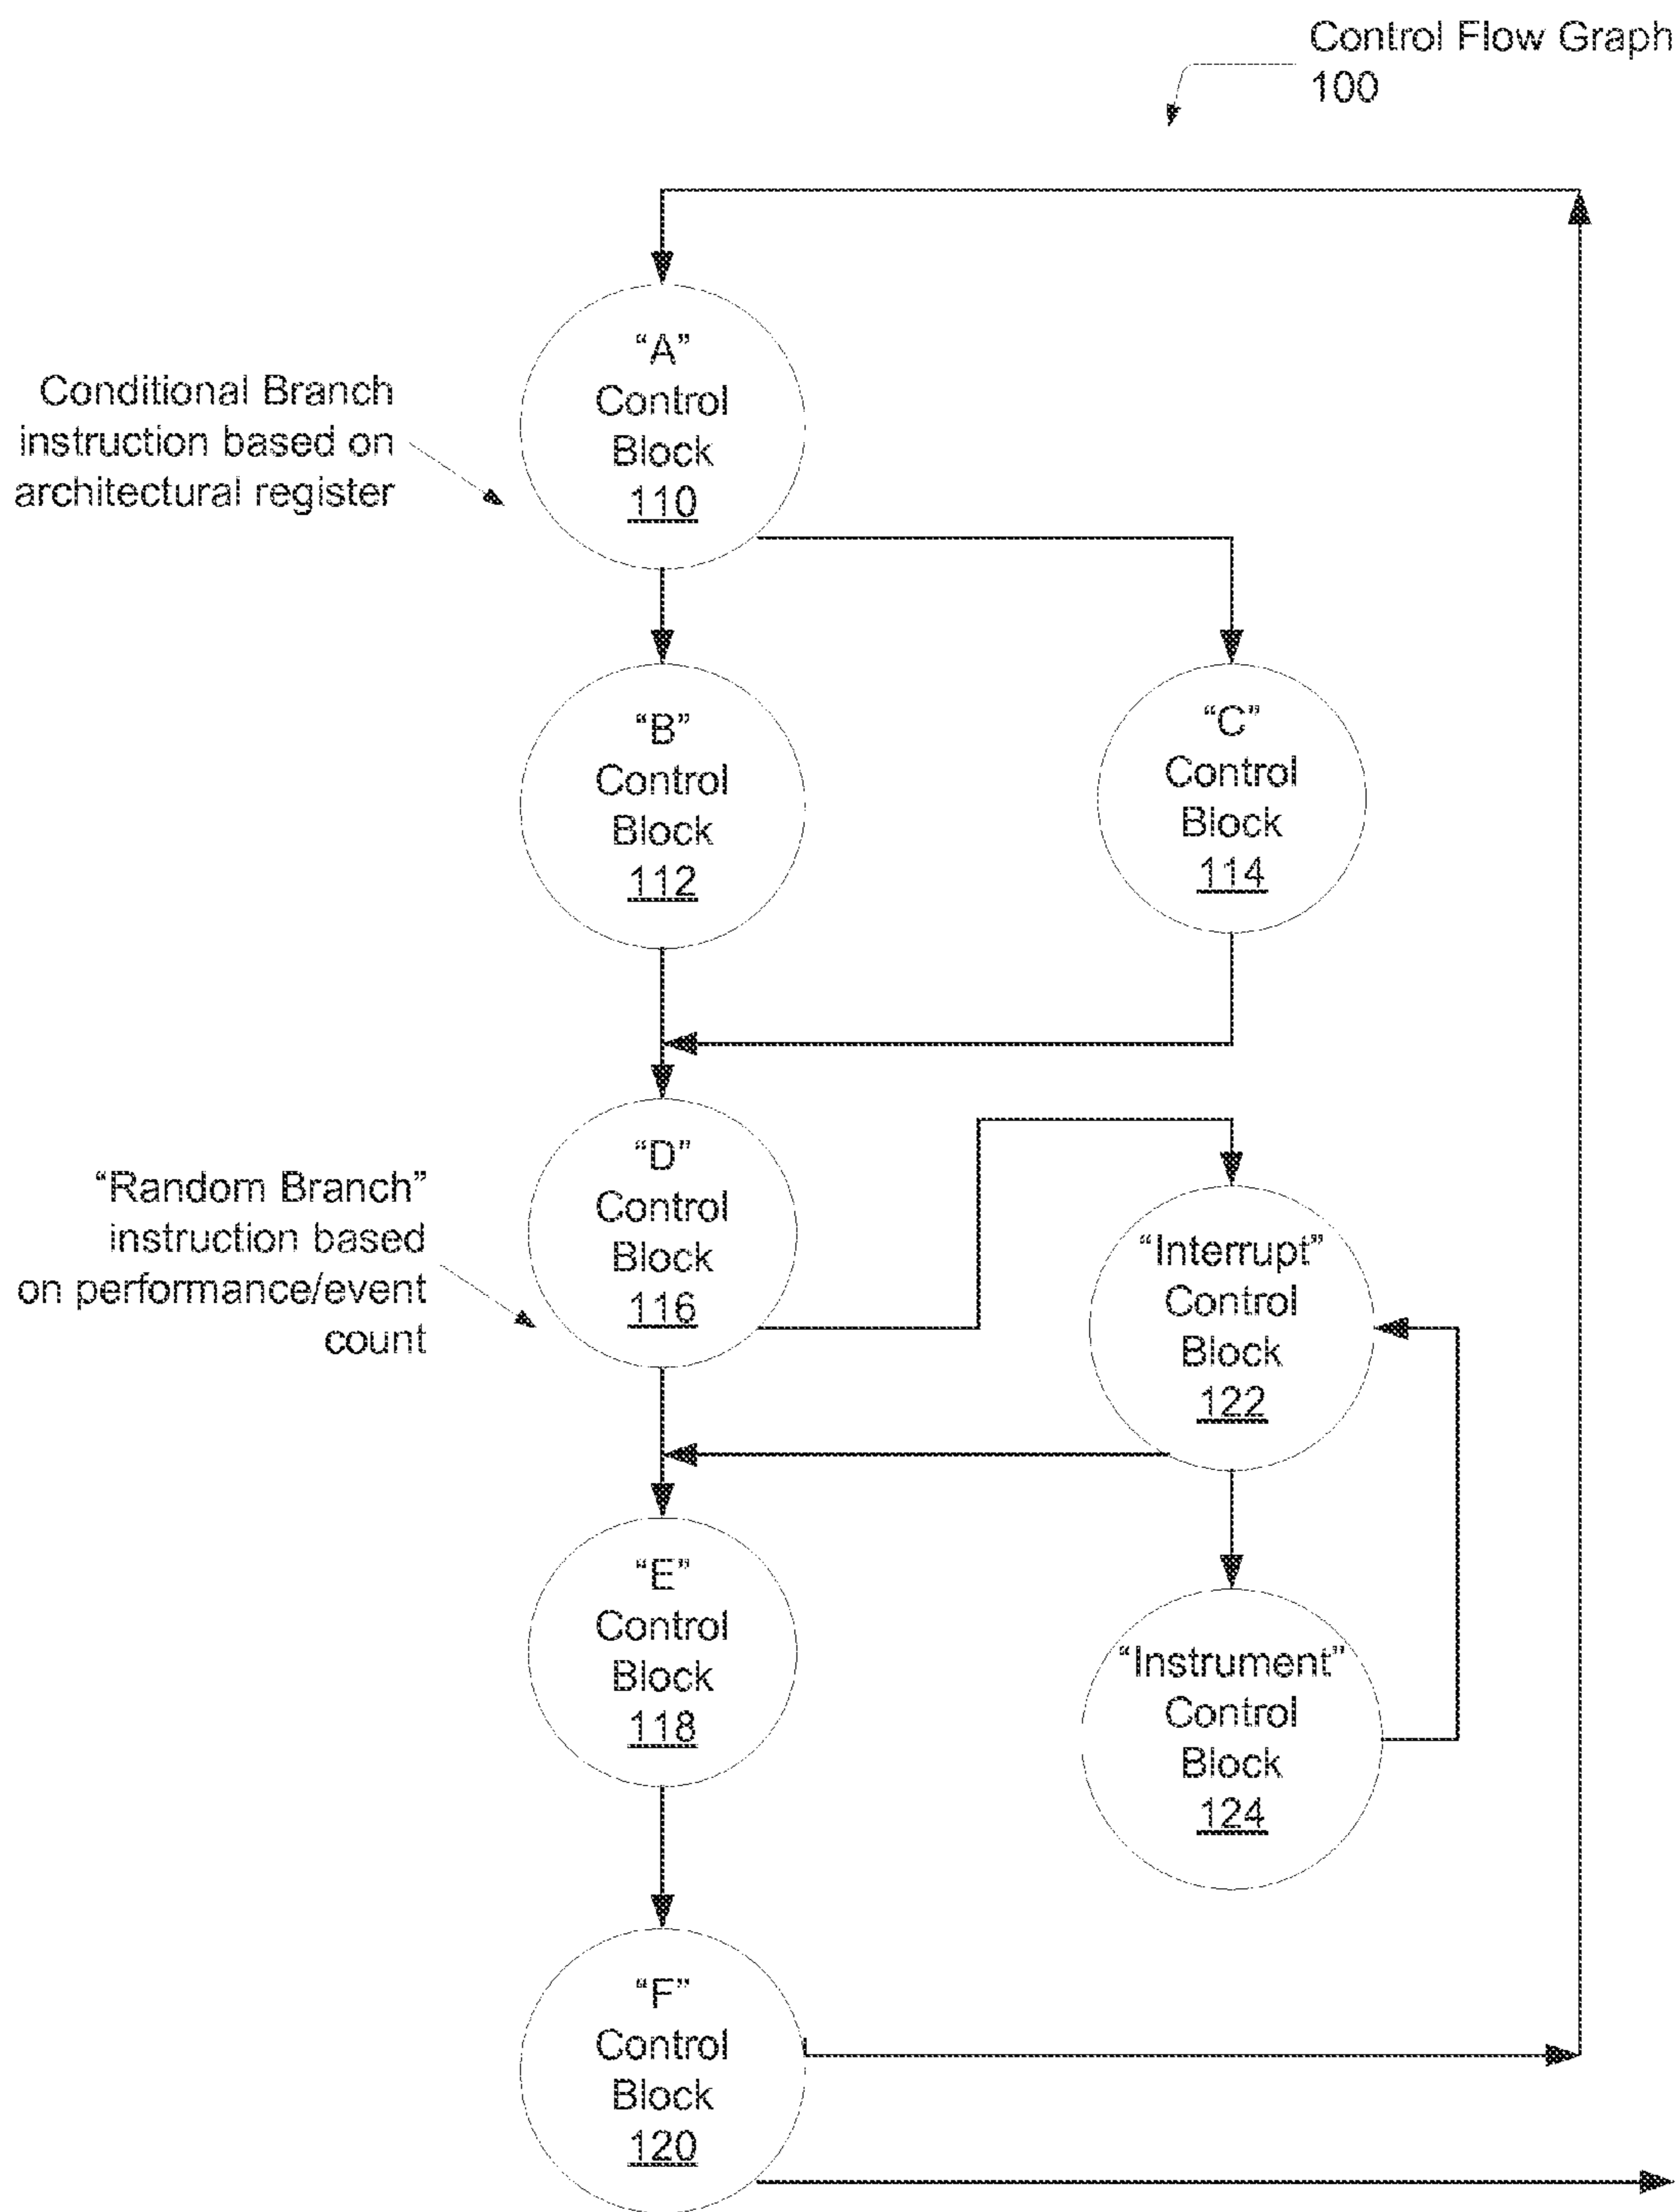 Control Flow Graph
100
“A”
Control
Block
110
Conditional Branch
instruction based on
architectural register
“B”
Control
Block
112
“C”
Control
Block
114
“D”
Control
Block
116
“Random Branch”
instruction based
on performance/event
count
“Interrupt”
Control
Block
122
“E”
Control
Block
118
“Instrument”
Control
Block
124
“F”
Control
Block
120